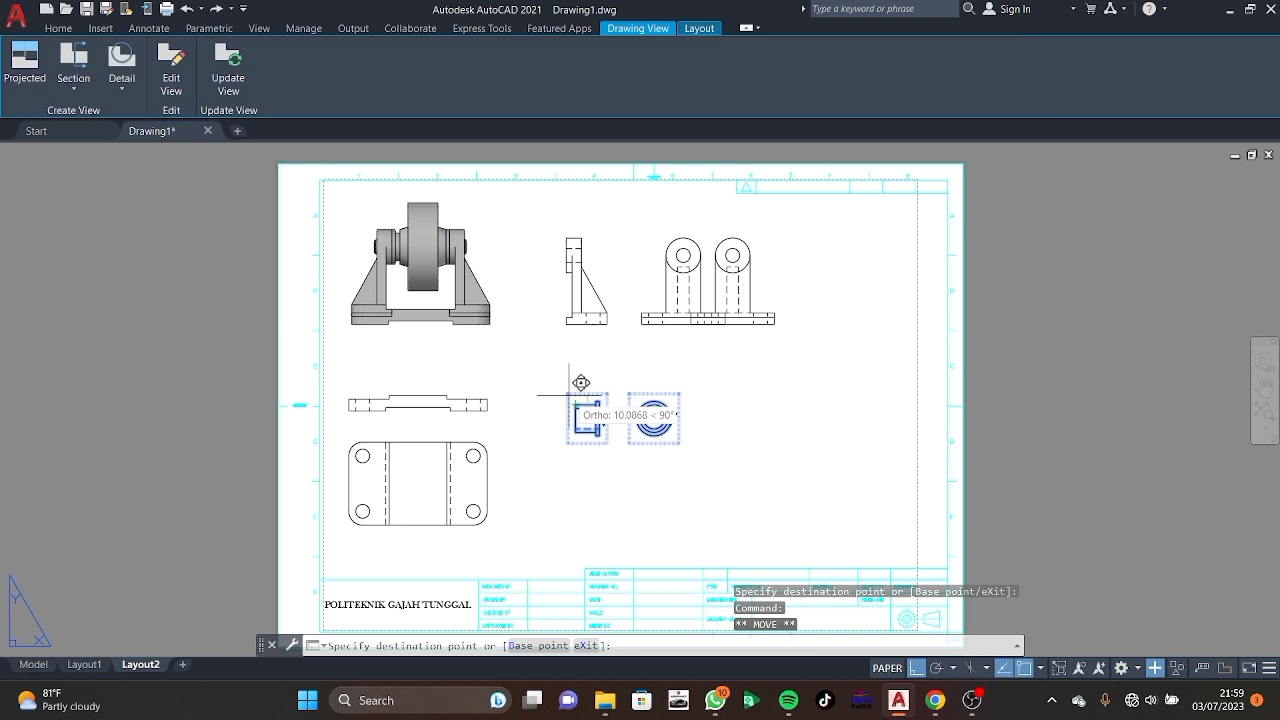 Autodesk AutoCAD 2021 Drawing1.dwg
Type a keyword or phrase
Sign In
Home Insert Annotate Parametric View Manage Output Collaborate Express Tools Featured Apps Drawing View Layout
Projected
Section
Detail
Edit
View
Update
View
Create View
Edit
Update View
Start
Drawing1*
Ortho: 10.0868 < 90°
POLITEKNIK GAJAH TUNGGAL
Specify destination point or [Base point/eXit]:
Command:
** MOVE **
Specify destination point or [Base point eXit]:
Model Layout1 Layout2
PAPER
81°F
Partly cloudy
Search
10
21:59
03/07/2023
3